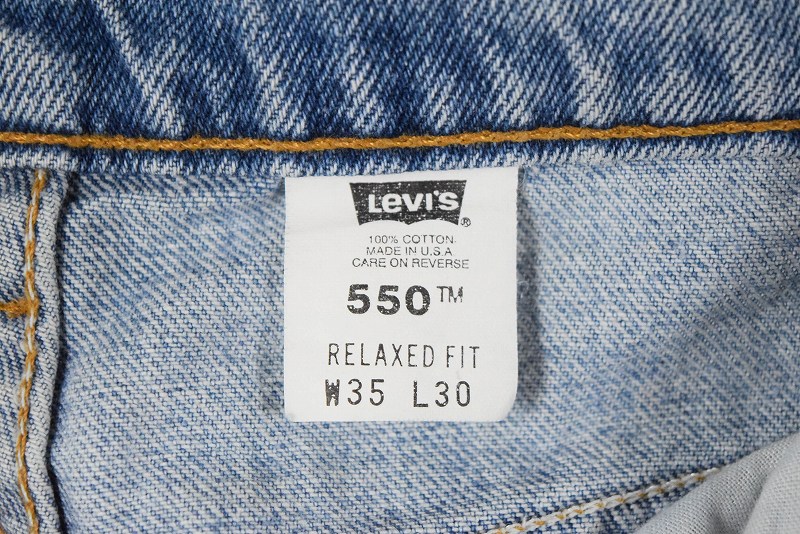 Levi's®
100% COTTON
MADE IN U.S.A
CARE ON REVERSE
550™
RELAXED FIT
W35 L30